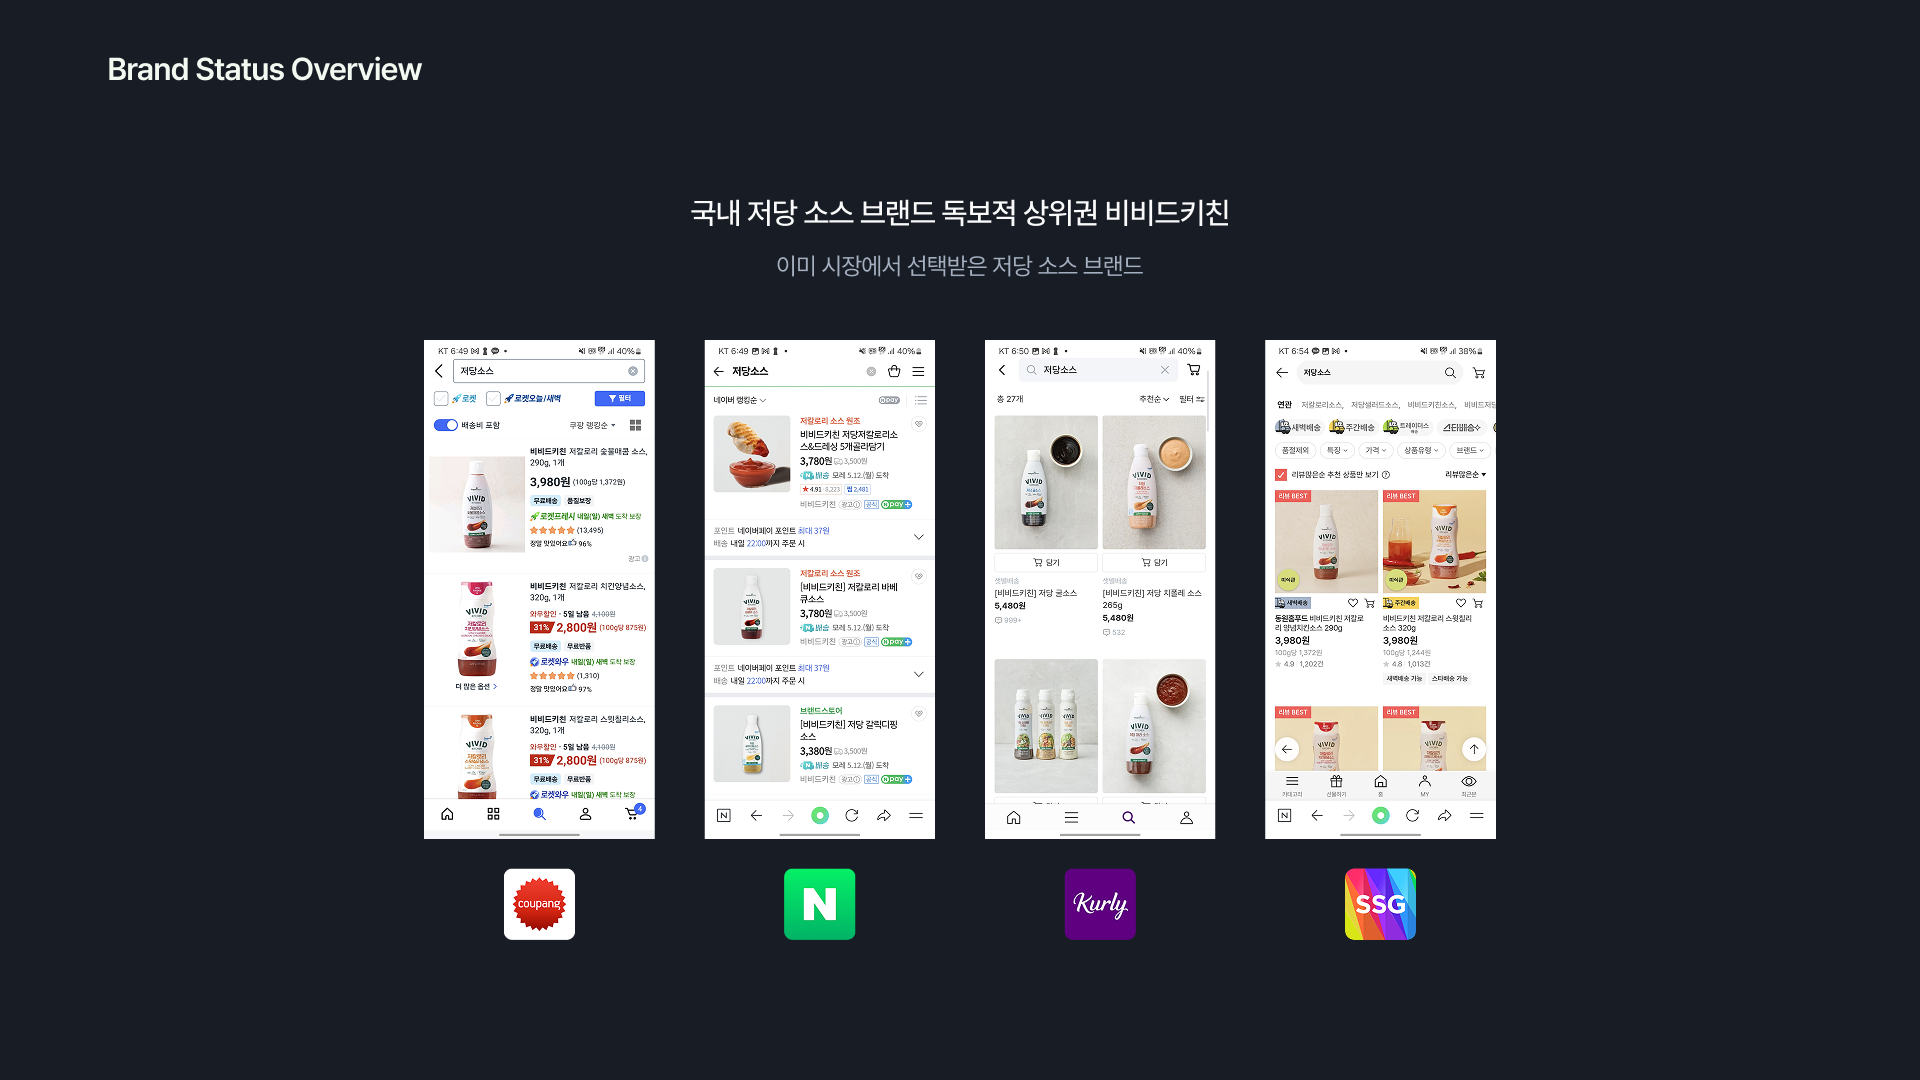 Brand Status Overview
국내 저당 소스 브랜드 독보적 상위권 비비드키친
이미 시장에서 선택받은 저당 소스 브랜드
KT 6:49
40%
저당소스
로켓
로켓오늘/새벽
필터
배송비 포함
쿠팡 랭킹순
비비드키친 저칼로리 숯불매콤 소스,
290g, 1개
3,980원 (100g당 1,372원)
무료배송 품질보장
로켓프레시 내일(일) 새벽 도착 보장
(13,495)
정말 맛있어요 96%
광고
비비드키친 저칼로리 치킨양념소스,
320g, 1개
와우할인 · 5일 남음 4,100원
31% 2,800원 (100g당 875원)
무료배송 무료반품
로켓와우 내일(일) 새벽 도착 보장
(1,310)
정말 맛있어요 97%
더 많은 옵션 >
비비드키친 저칼로리 스윗칠리소스,
320g, 1개
와우할인 · 5일 남음 4,100원
31% 2,800원 (100g당 875원)
무료배송 무료반품
로켓와우 내일(일) 새벽 도착 보장
4
KT 6:49
40%
저당소스
네이버 랭킹순
pay
저칼로리 소스 원조
비비드키친 저당저칼로리소
스&드레싱 5개골라담기
3,780원 3,500원
N배송 모레 5.12.(월) 도착
★4.91 · 8,223 찜 2,481
비비드키친 광고 공식 pay+
포인트 네이버페이 포인트 최대 37원
배송 내일 22:00까지 주문 시
저칼로리 소스 원조
[비비드키친] 저칼로리 바베
큐소스
3,780원 3,500원
N배송 모레 5.12.(월) 도착
비비드키친 광고 공식 pay+
포인트 네이버페이 포인트 최대 37원
배송 내일 22:00까지 주문 시
브랜드스토어
[비비드키친] 저당 갈릭디핑
소스
3,380원 3,500원
N배송 모레 5.12.(월) 도착
비비드키친 광고 공식 pay+
KT 6:50
40%
저당소스
총 27개
추천순
필터
담기
담기
샛별배송
[비비드키친] 저당 굴소스
5,480원
999+
샛별배송
[비비드키친] 저당 치폴레 소스
265g
5,480원
532
KT 6:54
38%
저당소스
연관 저칼로리소스, 저당샐러드소스, 비비드키친소스, 비비드저당
새벽배송 주간배송 트레이더스 스타배송
품절제외 특징 가격 상품유형 브랜드
리뷰많은순 추천 상품만 보기
리뷰많은순
리뷰 BEST
리뷰 BEST
새벽배송
주간배송
동원홈푸드 비비드키친 저칼로
리 양념치킨소스 290g
3,980원
100g당 1,372원
★ 4.9 · 1,202건
비비드키친 저칼로리 스윗칠리
소스 320g
3,980원
100g당 1,244원
★ 4.8 · 1,013건
새벽배송 가능 스타배송 가능
리뷰 BEST
리뷰 BEST
VIVID
카테고리 선물하기 홈 MY 최근본
coupang
N
Kurly
SSG